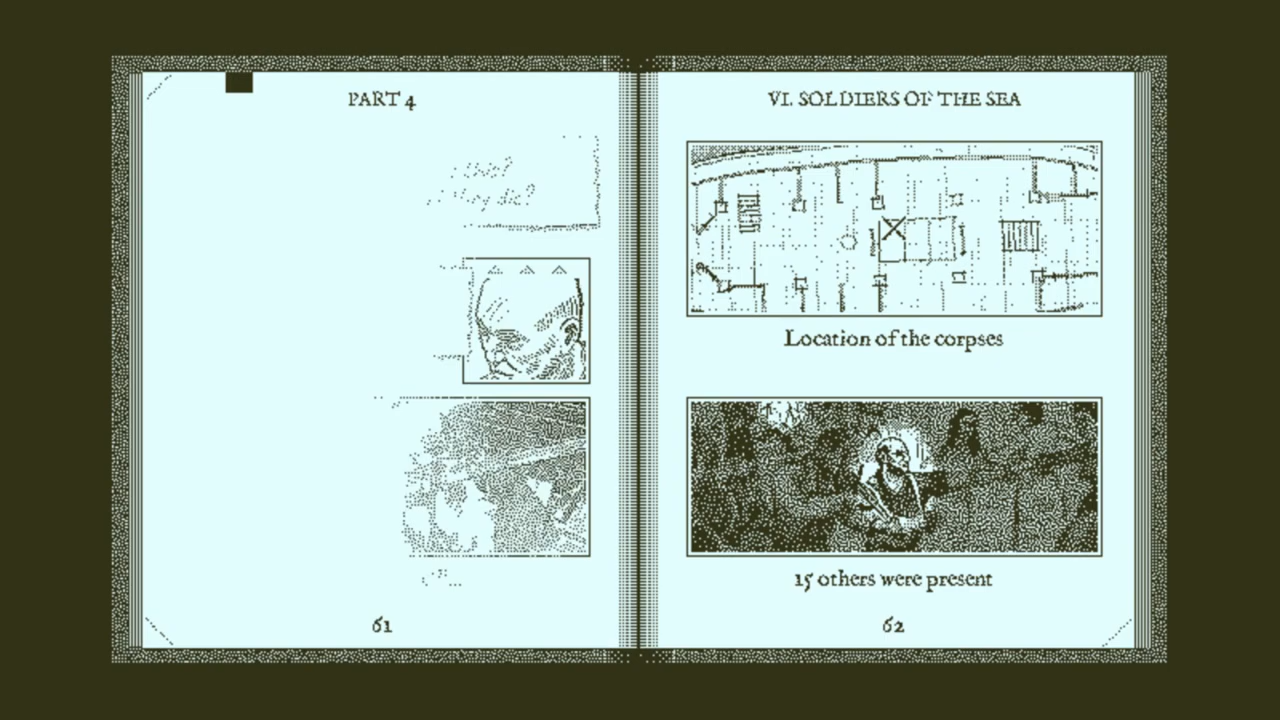 PART 4
61
VI. SOLDIERS OF THE SEA
Location of the corpses
15 others were present
62